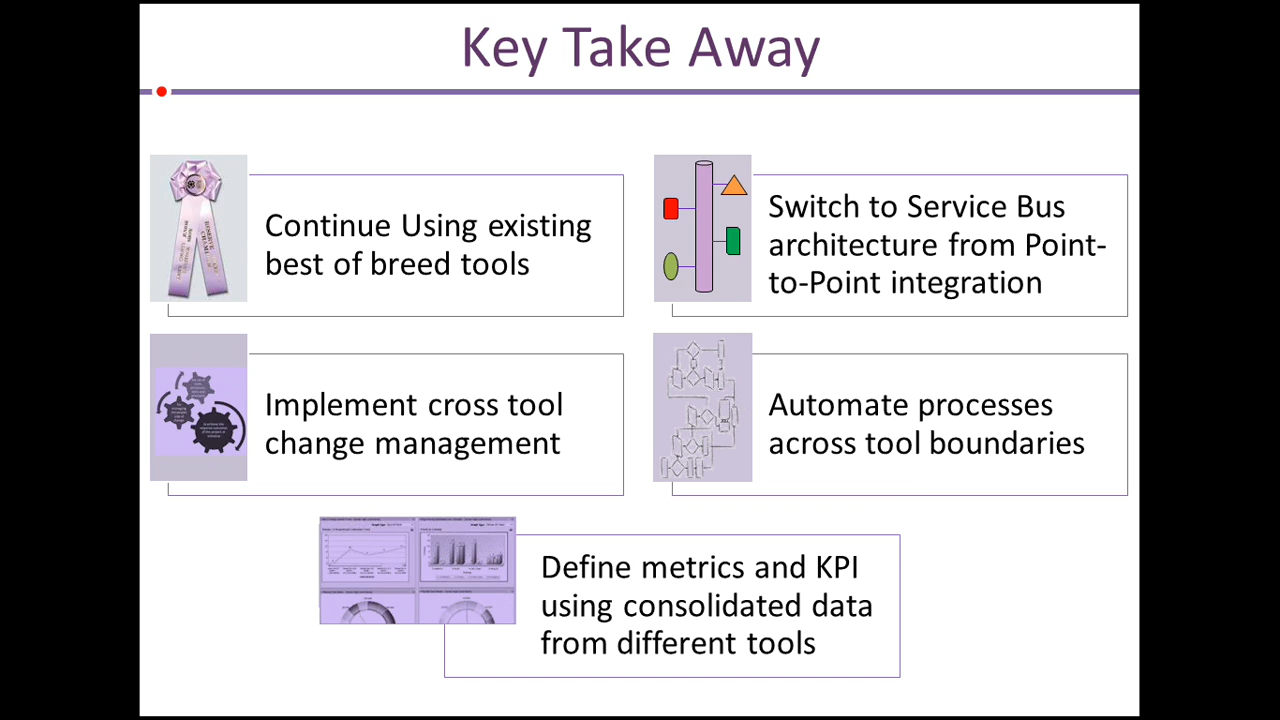 Key Take Away
Continue Using existing
best of breed tools
Switch to Service Bus
architecture from Point-
to-Point integration
Implement cross tool
change management
Automate processes
across tool boundaries
Define metrics and KPI
using consolidated data
from different tools